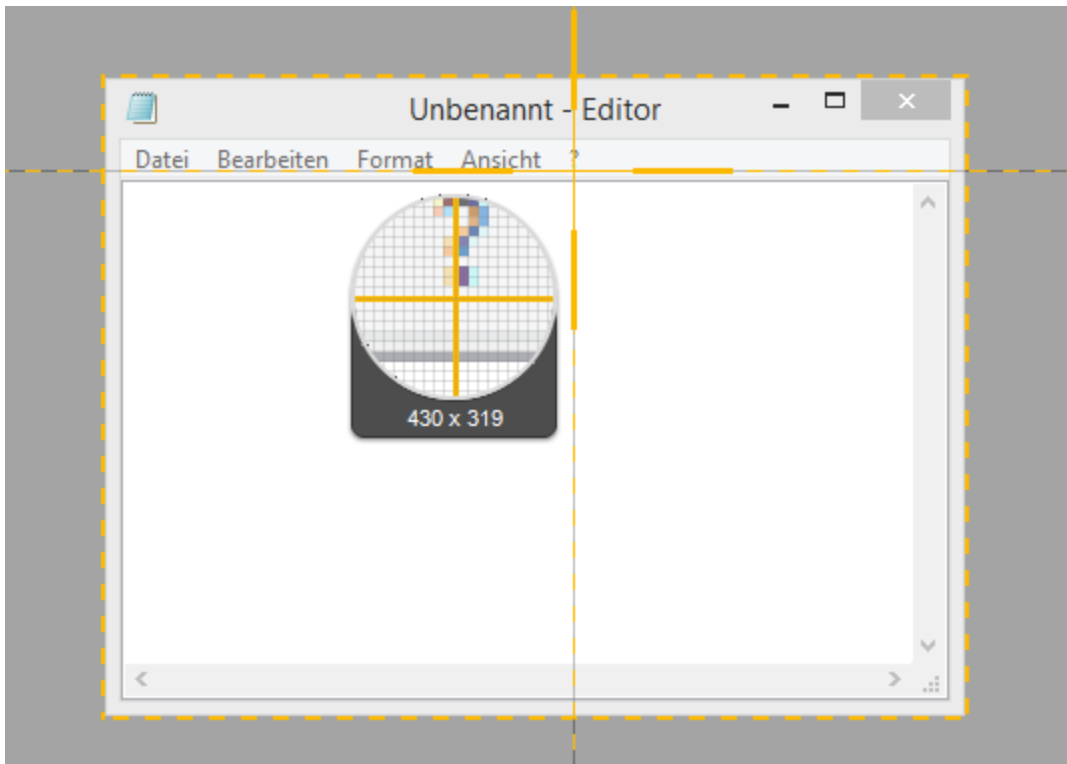 Unbenannt - Editor
Datei Bearbeiten Format Ansicht ?
430 x 319